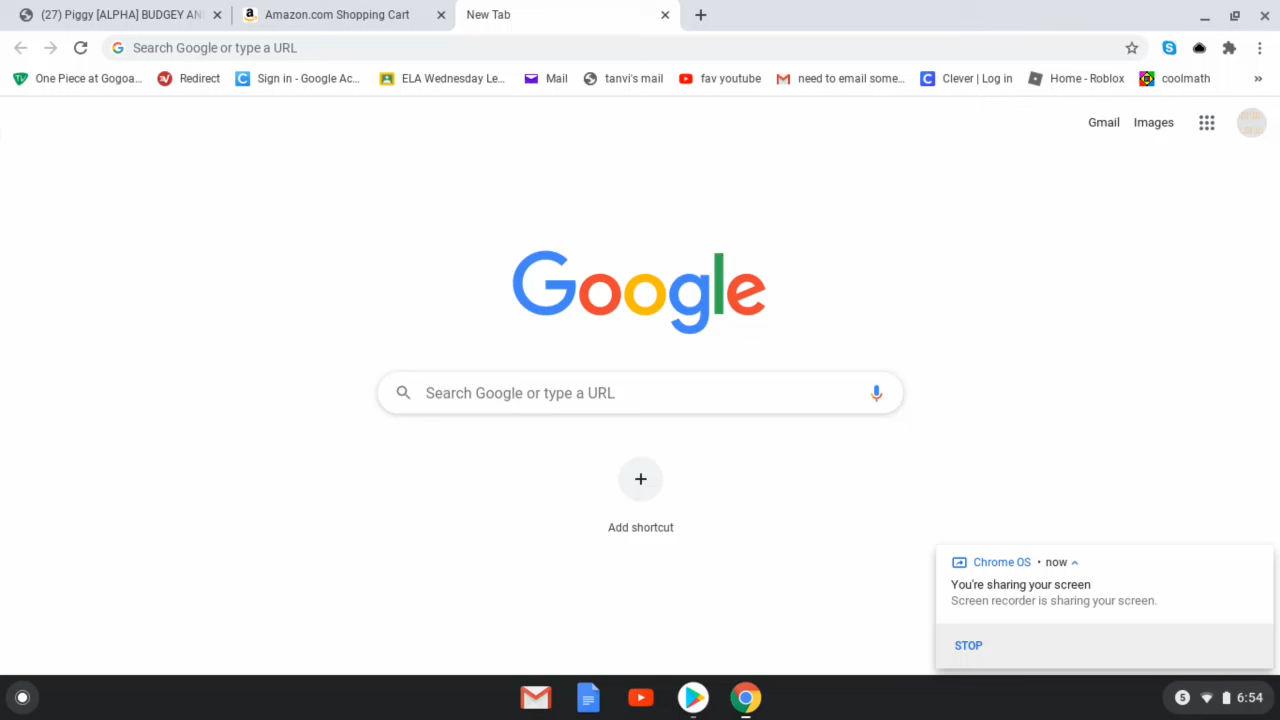 (27) Piggy [ALPHA] BUDGEY AN
Amazon.com Shopping Cart
New Tab
Search Google or type a URL
One Piece at Gogoa...
Redirect
Sign in - Google Ac...
ELA Wednesday Le...
Mail
tanvi's mail
fav youtube
need to email some...
Clever | Log in
Home - Roblox
coolmath
Gmail
Images
Google
Search Google or type a URL
Add shortcut
Chrome OS • now
You're sharing your screen
Screen recorder is sharing your screen.
STOP
5
6:54